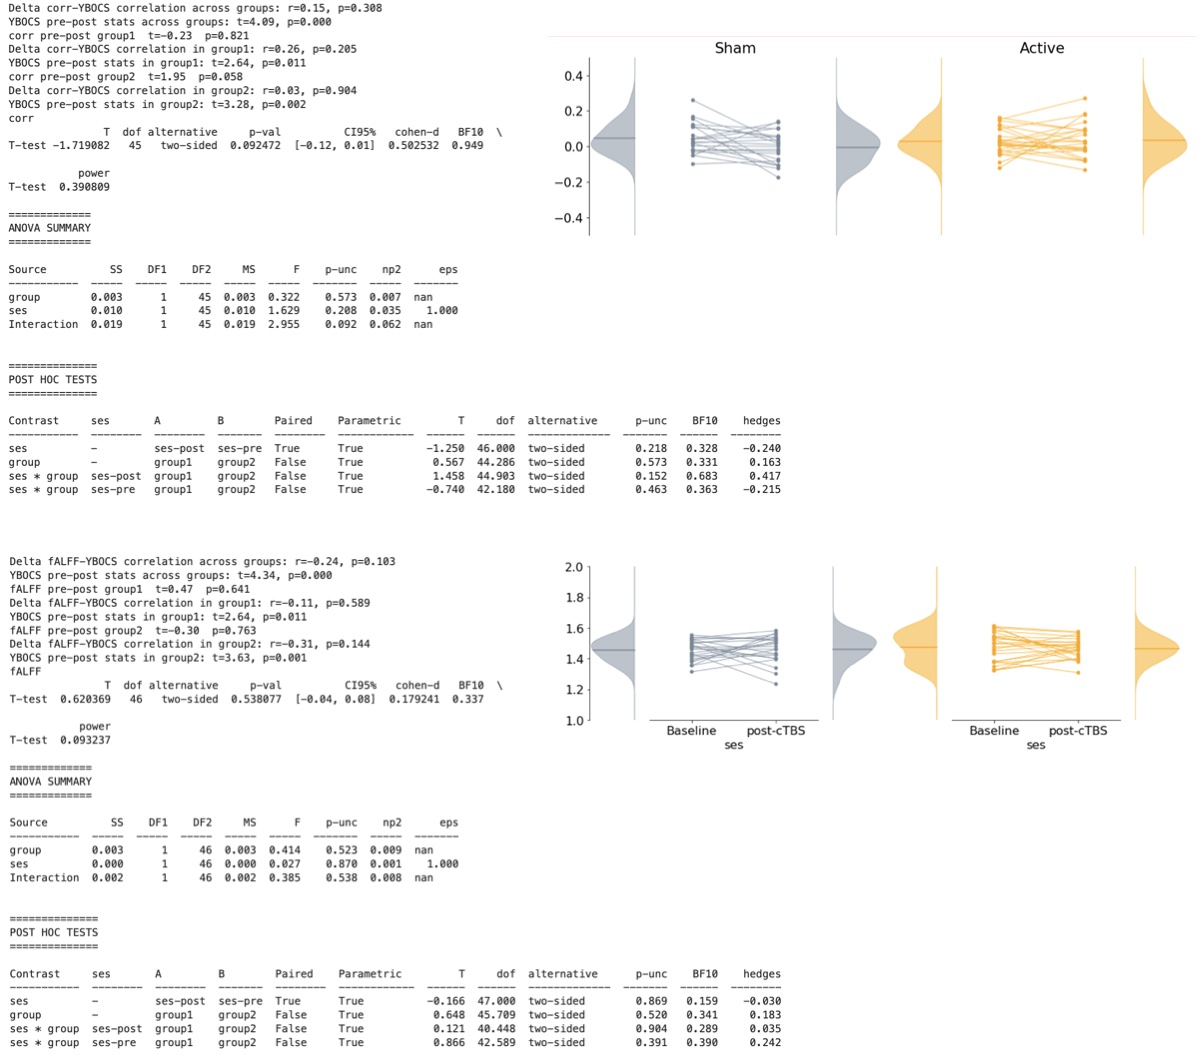 Delta corr-YBOCS correlation across groups: r=0.15, p=0.308
YBOCS pre-post stats across groups: t=4.09, p=0.000
corr pre-post group1  t=-0.23  p=0.821
Delta corr-YBOCS correlation in group1: r=0.26, p=0.205
YBOCS pre-post stats in group1: t=2.64, p=0.011
corr pre-post group2  t=1.95  p=0.058
Delta corr-YBOCS correlation in group2: r=0.03, p=0.904
YBOCS pre-post stats in group2: t=3.28, p=0.002
corr
T  dof alternative  p-val  CI95%  cohen-d  BF10  \
T-test -1.719082  45  two-sided  0.092472  [-0.12, 0.01]  0.502532  0.949
power
T-test  0.390809
=============
ANOVA SUMMARY
=============
Source  SS  DF1  DF2  MS  F  p-unc  np2  eps
-----------  -----  -----  -----  -----  -----  -------  -----  -------
group  0.003  1  45  0.003  0.322  0.573  0.007  nan
ses  0.010  1  45  0.010  1.629  0.208  0.035  1.000
Interaction  0.019  1  45  0.019  2.955  0.092  0.062  nan
==============
POST HOC TESTS
==============
Contrast  ses  A  B  Paired  Parametric  T  dof  alternative  p-unc  BF10  hedges
-----------  --------  --------  -------  --------  ------------  ------  ------  -------------  -------  ------  --------
ses  -  ses-post  ses-pre  True  True  -1.250  46.000  two-sided  0.218  0.328  -0.240
group  -  group1  group2  False  True  0.567  44.286  two-sided  0.573  0.331  0.163
ses * group  ses-post  group1  group2  False  True  1.458  44.903  two-sided  0.152  0.683  0.417
ses * group  ses-pre  group1  group2  False  True  -0.740  42.180  two-sided  0.463  0.363  -0.215
Sham
Active
0.4
0.2
0.0
−0.2
−0.4
Delta fALFF-YBOCS correlation across groups: r=-0.24, p=0.103
YBOCS pre-post stats across groups: t=4.34, p=0.000
fALFF pre-post group1  t=0.47  p=0.641
Delta fALFF-YBOCS correlation in group1: r=-0.11, p=0.589
YBOCS pre-post stats in group1: t=2.64, p=0.011
fALFF pre-post group2  t=-0.30  p=0.763
Delta fALFF-YBOCS correlation in group2: r=-0.31, p=0.144
YBOCS pre-post stats in group2: t=3.63, p=0.001
fALFF
T  dof alternative  p-val  CI95%  cohen-d  BF10  \
T-test  0.620369  46  two-sided  0.538077  [-0.04, 0.08]  0.179241  0.337
power
T-test  0.093237
=============
ANOVA SUMMARY
=============
Source  SS  DF1  DF2  MS  F  p-unc  np2  eps
-----------  -----  -----  -----  -----  -----  -------  -----  -------
group  0.003  1  46  0.003  0.414  0.523  0.009  nan
ses  0.000  1  46  0.000  0.027  0.870  0.001  1.000
Interaction  0.002  1  46  0.002  0.385  0.538  0.008  nan
==============
POST HOC TESTS
==============
Contrast  ses  A  B  Paired  Parametric  T  dof  alternative  p-unc  BF10  hedges
-----------  --------  --------  -------  --------  ------------  ------  ------  -------------  -------  ------  --------
ses  -  ses-post  ses-pre  True  True  -0.166  47.000  two-sided  0.869  0.159  -0.030
group  -  group1  group2  False  True  0.648  45.709  two-sided  0.520  0.341  0.183
ses * group  ses-post  group1  group2  False  True  0.121  40.448  two-sided  0.904  0.289  0.035
ses * group  ses-pre  group1  group2  False  True  0.866  42.589  two-sided  0.391  0.390  0.242
2.0
1.8
1.6
1.4
1.2
1.0
Baseline  post-cTBS
ses
Baseline  post-cTBS
ses